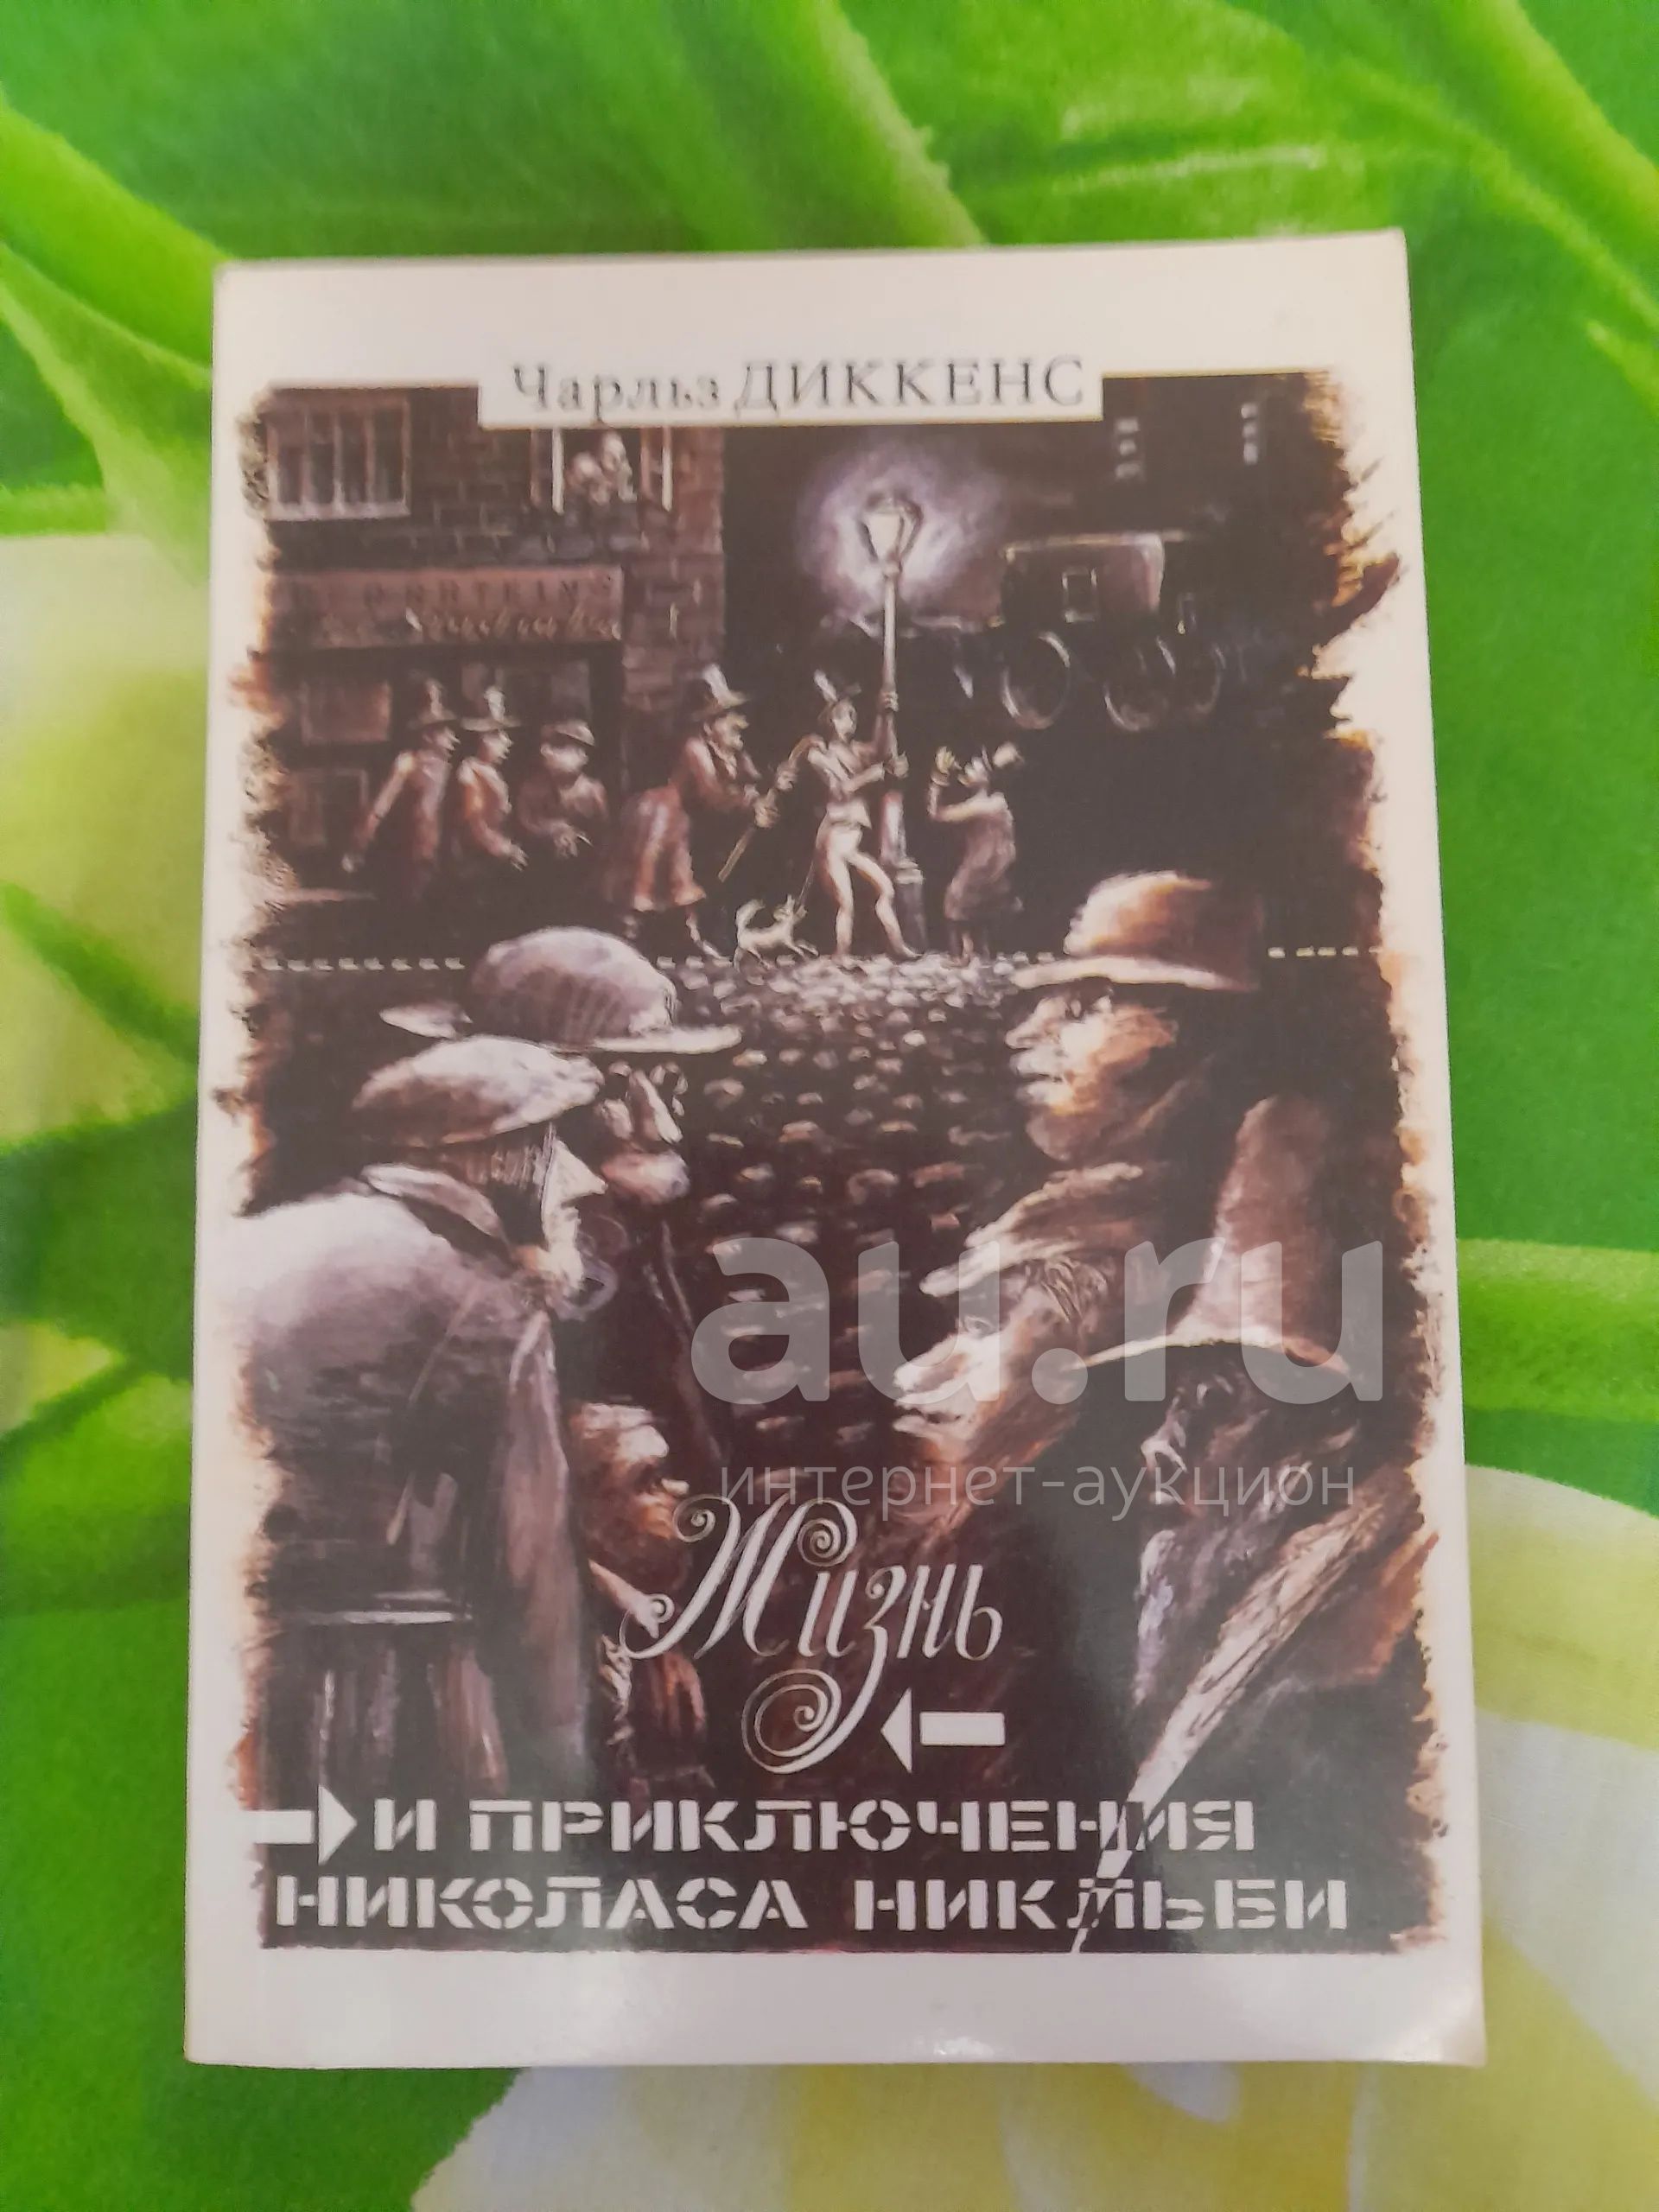 Чарльз ДИККЕНС
au.ru
интернет-аукцион
Жизнь
И ПРИКЛЮЧЕНИЯ
НИКОЛАСА НИКЛЬБИ